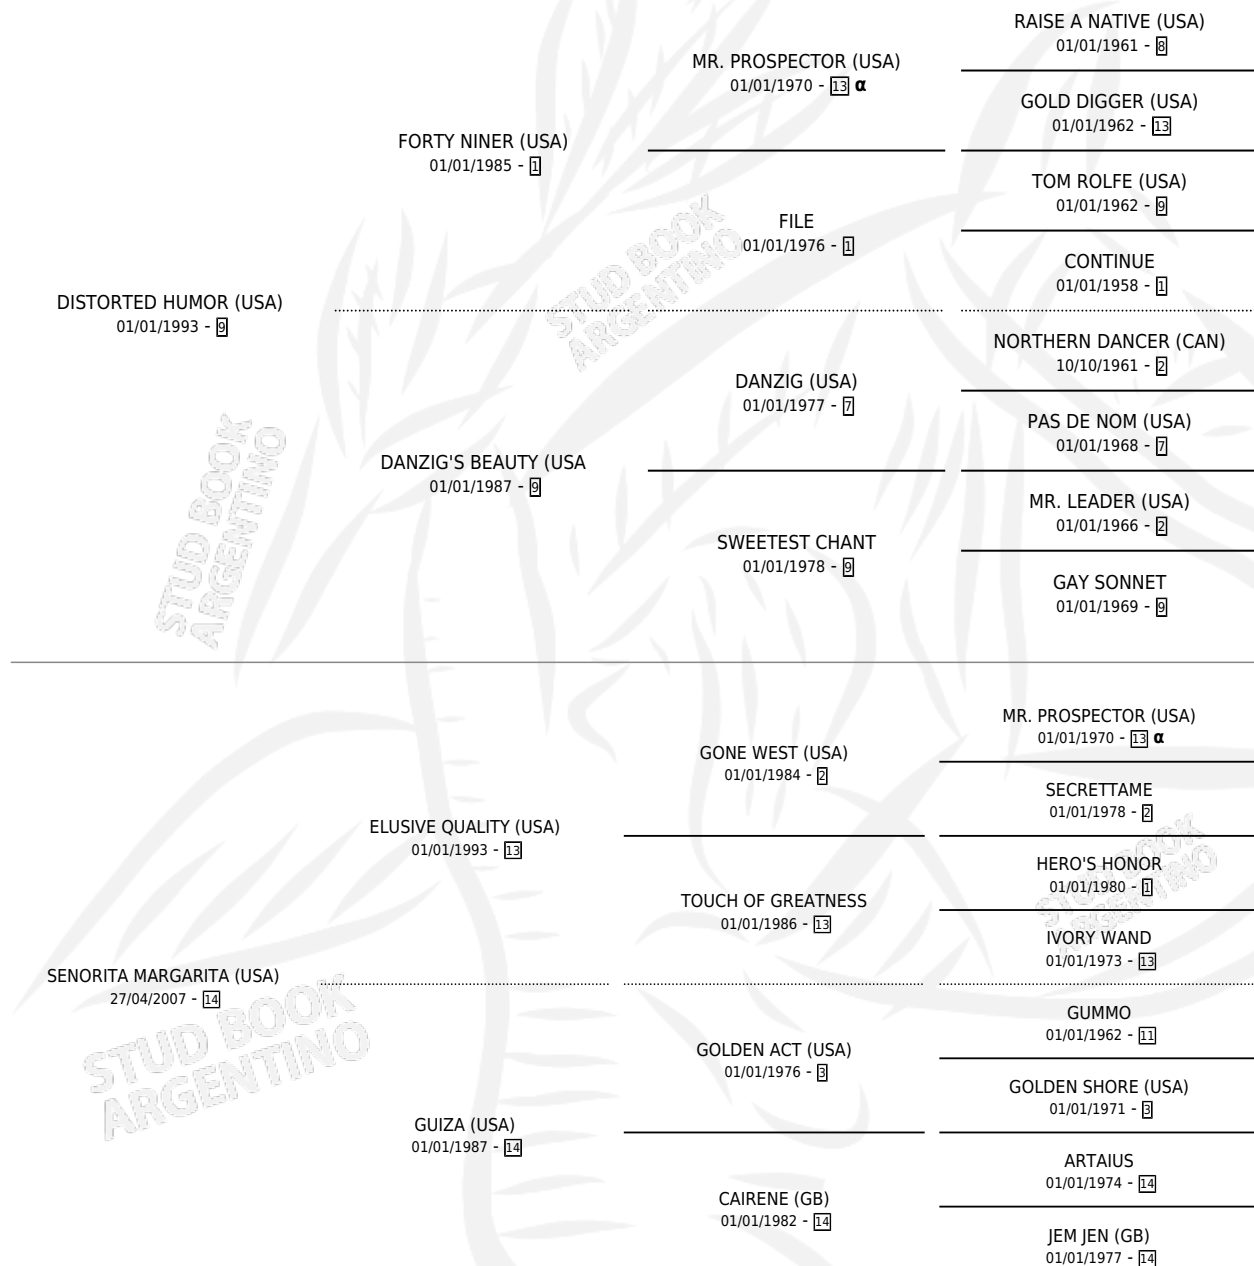 RAISE A NATIVE (USA)
01/01/1961 - 8
MR. PROSPECTOR (USA)
01/01/1970 - 13 α
GOLD DIGGER (USA)
01/01/1962 - 13
FORTY NINER (USA)
01/01/1985 - 1
TOM ROLFE (USA)
01/01/1962 - 9
FILE
01/01/1976 - 1
CONTINUE
01/01/1958 - 1
DISTORTED HUMOR (USA)
01/01/1993 - 9
NORTHERN DANCER (CAN)
10/10/1961 - 2
DANZIG (USA)
01/01/1977 - 7
PAS DE NOM (USA)
01/01/1968 - 7
DANZIG'S BEAUTY (USA
01/01/1987 - 9
MR. LEADER (USA)
01/01/1966 - 2
SWEETEST CHANT
01/01/1978 - 9
GAY SONNET
01/01/1969 - 9
STUD BOOK
ARGENTINO
STUD BOOK
ARGENTINO
MR. PROSPECTOR (USA)
01/01/1970 - 13 α
GONE WEST (USA)
01/01/1984 - 2
SECRETTAME
01/01/1978 - 2
ELUSIVE QUALITY (USA)
01/01/1993 - 13
HERO'S HONOR
01/01/1980 - 1
TOUCH OF GREATNESS
01/01/1986 - 13
IVORY WAND
01/01/1973 - 13
SENORITA MARGARITA (USA)
27/04/2007 - 14
GUMMO
01/01/1962 - 11
GOLDEN ACT (USA)
01/01/1976 - 3
GOLDEN SHORE (USA)
01/01/1971 - 3
GUIZA (USA)
01/01/1987 - 14
ARTAIUS
01/01/1974 - 14
CAIRENE (GB)
01/01/1982 - 14
JEM JEN (GB)
01/01/1977 - 14
STUD BOOK
ARGENTINO
STUD BOOK
ARGENTINO